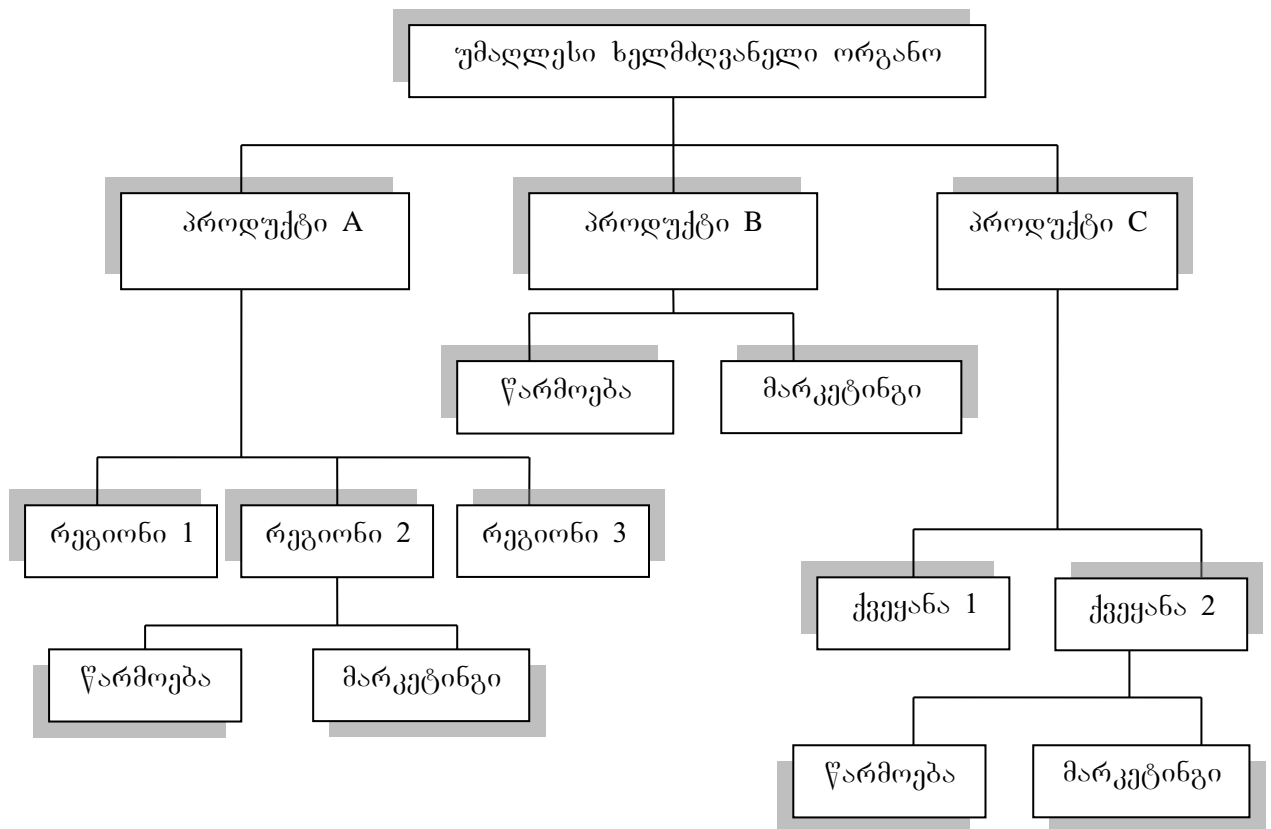 უმაღლესი ხელმძღვანელი ორგანო
პროდუქტი A
პროდუქტი B
პროდუქტი C
წარმოება
მარკეტინგი
რეგიონი 1
რეგიონი 2
რეგიონი 3
ქვეყანა 1
ქვეყანა 2
წარმოება
მარკეტინგი
წარმოება
მარკეტინგი